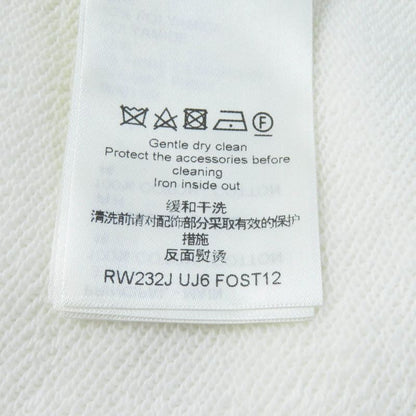 Gentle dry clean
Protect the accessories before
cleaning
Iron inside out
缓和干洗
清洗前请对配饰部分采取有效的保护
措施
反面熨烫
RW232J UJ6 FOST12